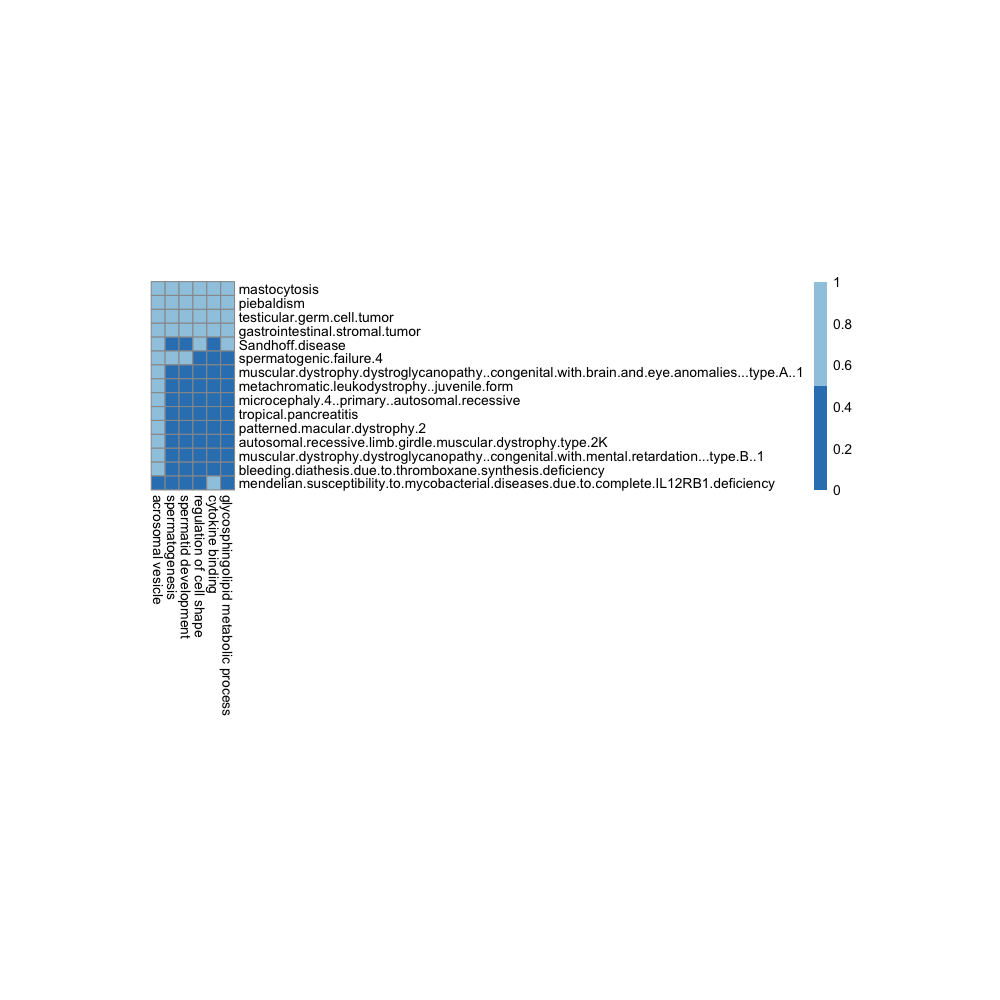 mastocytosis
piebaldism
testicular.germ.cell.tumor
gastrointestinal.stromal.tumor
Sandhoff.disease
spermatogenic.failure.4
muscular.dystrophy.dystroglycanopathy..congenital.with.brain.and.eye.anomalies...type.A..1
metachromatic.leukodystrophy..juvenile.form
microcephaly.4..primary..autosomal.recessive
tropical.pancreatitis
patterned.macular.dystrophy.2
autosomal.recessive.limb.girdle.muscular.dystrophy.type.2K
muscular.dystrophy.dystroglycanopathy..congenital.with.mental.retardation...type.B..1
bleeding.diathesis.due.to.thromboxane.synthesis.deficiency
mendelian.susceptibility.to.mycobacterial.diseases.due.to.complete.IL12RB1.deficiency
acrosomal vesicle
spermatogenesis
spermatid development
regulation of cell shape
cytokine binding
glycosphingolipid metabolic process
1
0.8
0.6
0.4
0.2
0